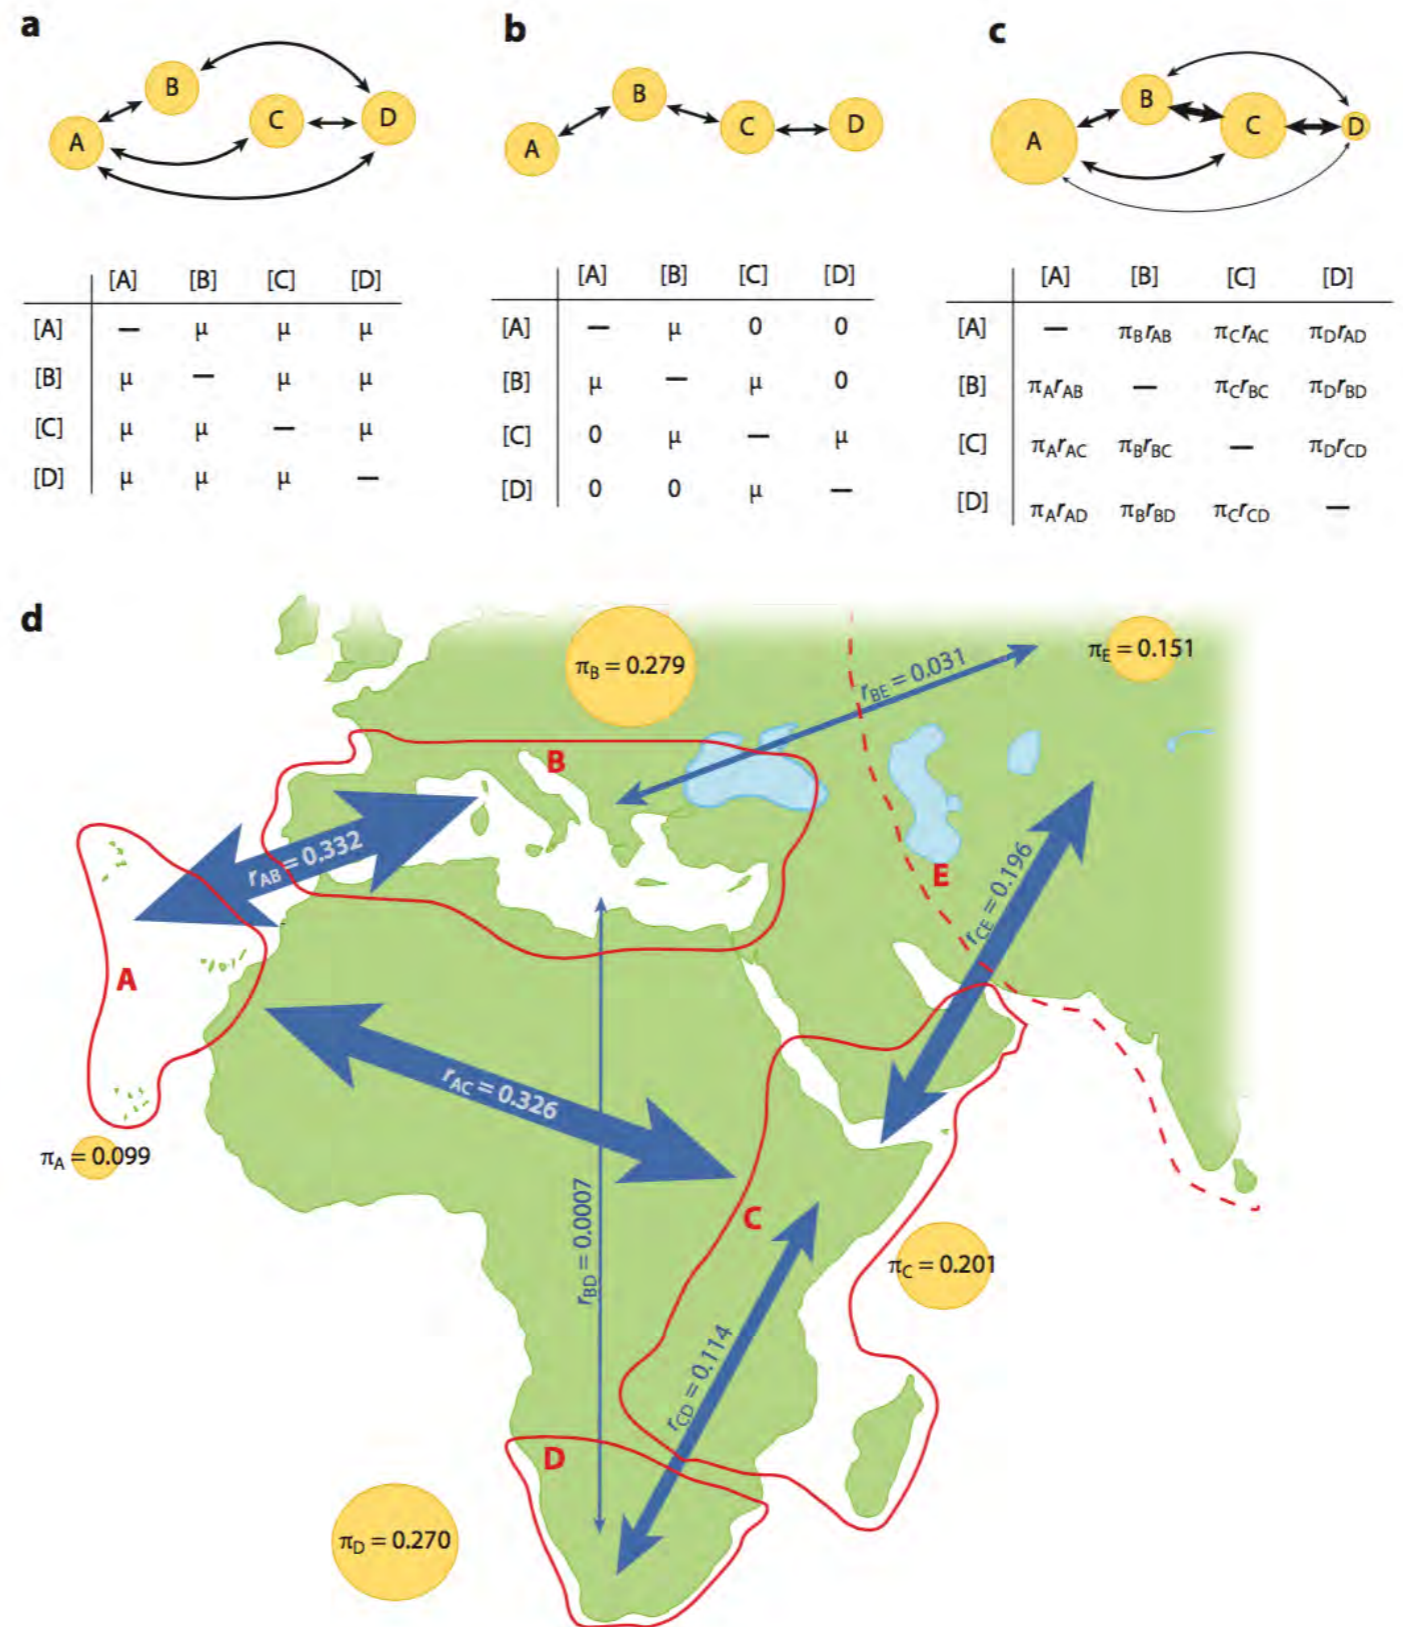 a
B
C
D
A
[A] [B] [C] [D]
[A] — μ μ μ
[B] μ — μ μ
[C] μ μ — μ
[D] μ μ μ —
b
B
A
C
D
[A] [B] [C] [D]
[A] — μ 0 0
[B] μ — μ 0
[C] 0 μ — μ
[D] 0 0 μ —
c
B
A
C
D
[A] [B] [C] [D]
[A] — πBrAB πCrAC πDrAD
[B] πArAB — πCrBC πDrBD
[C] πArAC πBrBC — πDrCD
[D] πArAD πBrBD πCrCD —
d
πB = 0.279
πE = 0.151
rBE = 0.031
B
rAB = 0.332
E
rCE = 0.196
A
rAC = 0.326
πA = 0.099
rBD = 0.0007
C
πC = 0.201
rCD = 0.114
D
πD = 0.270